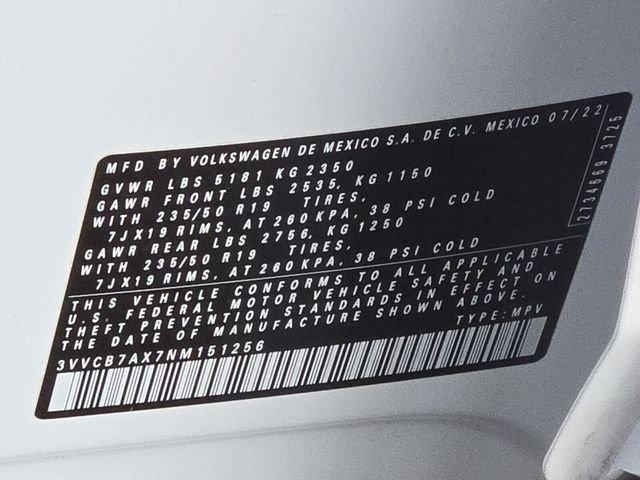 MFD BY VOLKSWAGEN DE MEXICO S.A. DE C.V. MEXICO 07/22
GVWR LBS 5181 KG 2350
GAWR FRONT LBS 2535, KG 1150
WITH 235/50 R19 TIRES,
7JX19 RIMS, AT 260 KPA, 38 PSI COLD
GAWR REAR LBS 2756, KG 1250
WITH 235/50 R19 TIRES,
7JX19 RIMS, AT 260 KPA, 38 PSI COLD
2734669 3725
THIS VEHICLE CONFORMS TO ALL APPLICABLE
U.S. FEDERAL MOTOR VEHICLE SAFETY AND
THEFT PREVENTION STANDARDS IN EFFECT ON
THE DATE OF MANUFACTURE SHOWN ABOVE.
TYPE: MPV
3VVCB7AX7NM151256